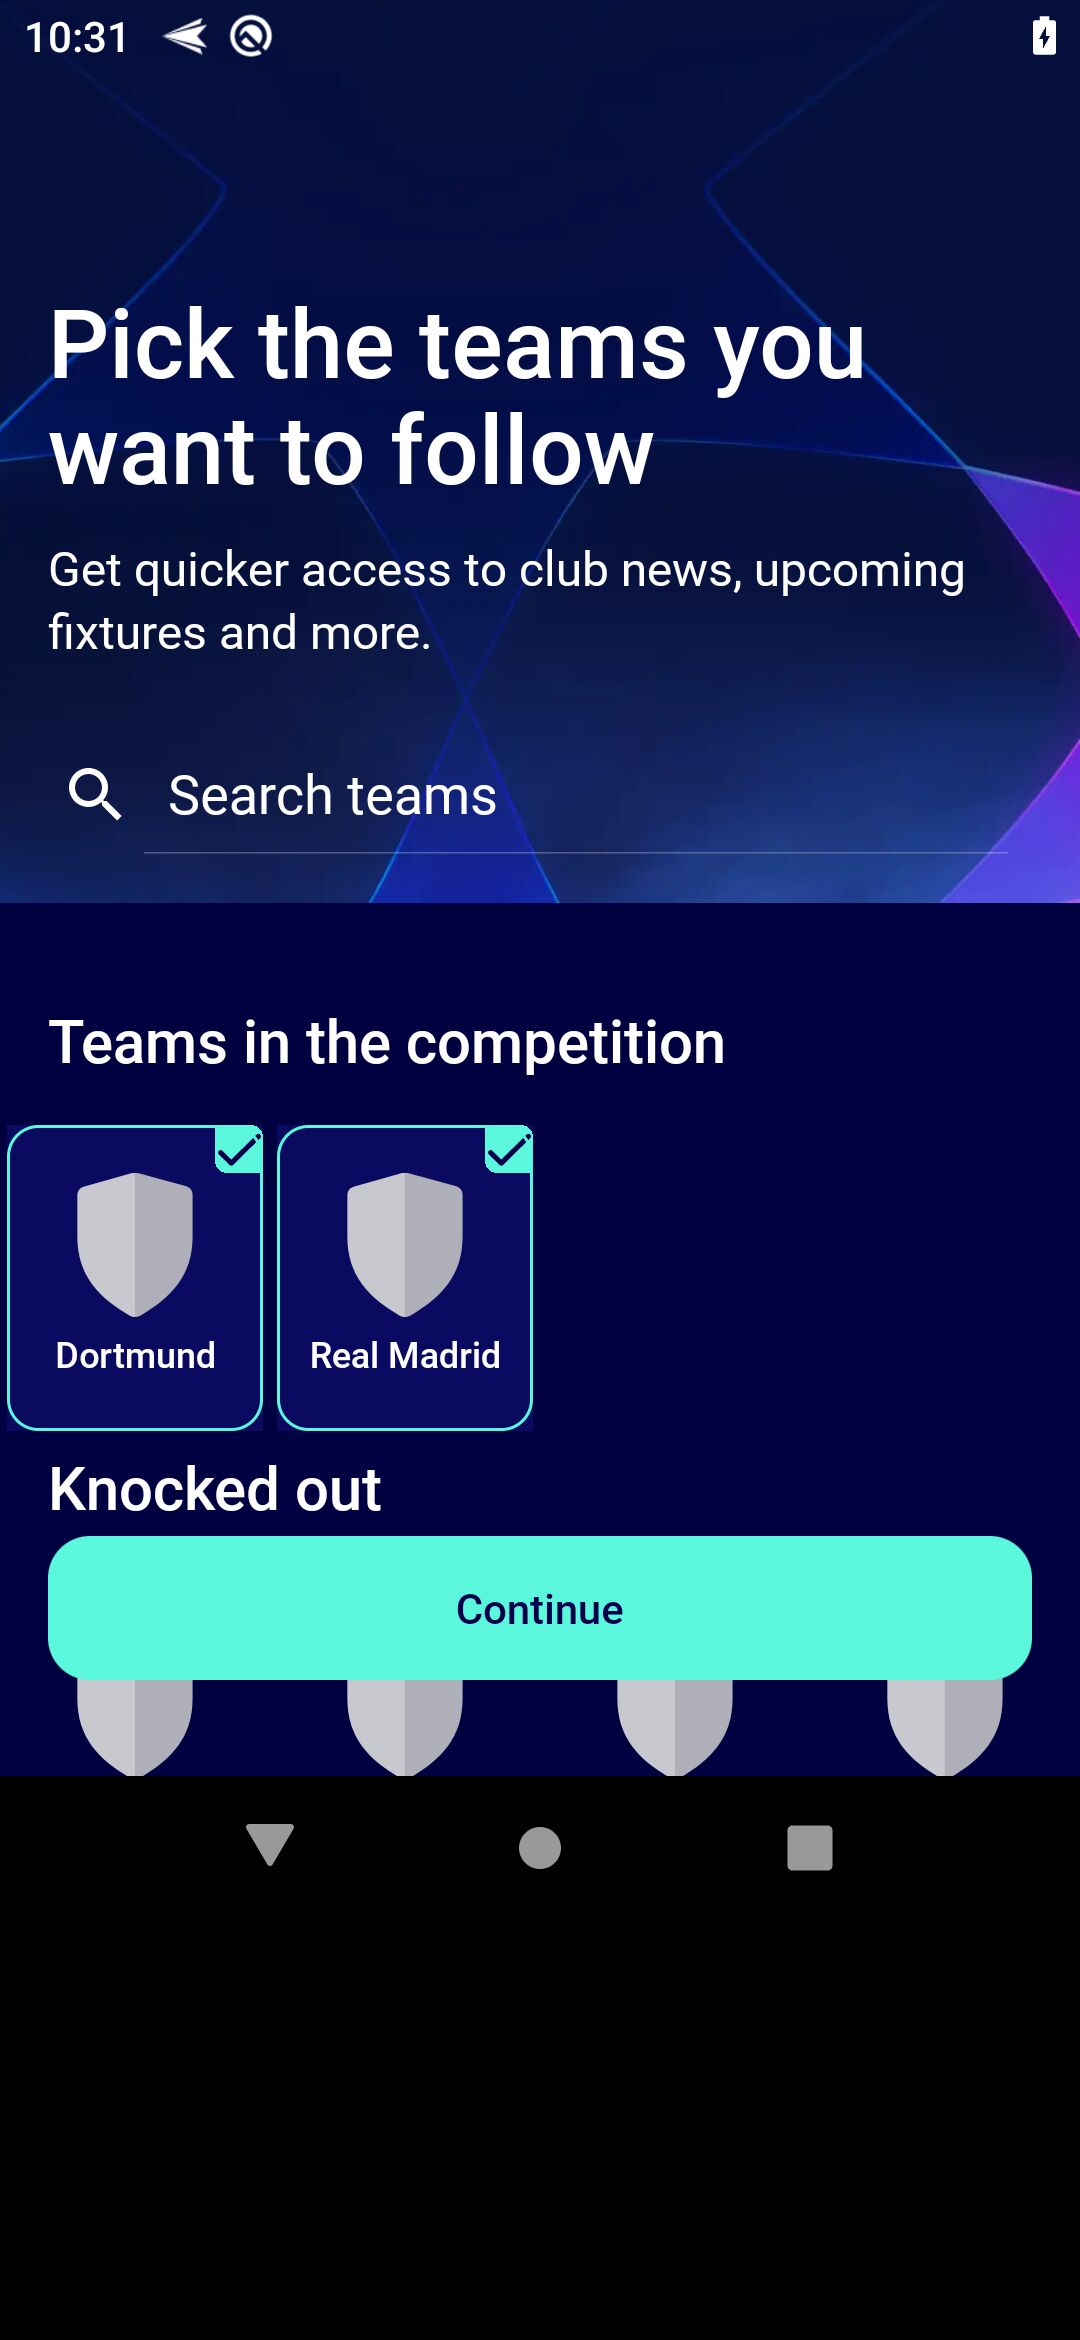 10:31
Pick the teams you
want to follow
Get quicker access to club news, upcoming
fixtures and more.
Search teams
Teams in the competition
Dortmund
Real Madrid
Knocked out
Continue